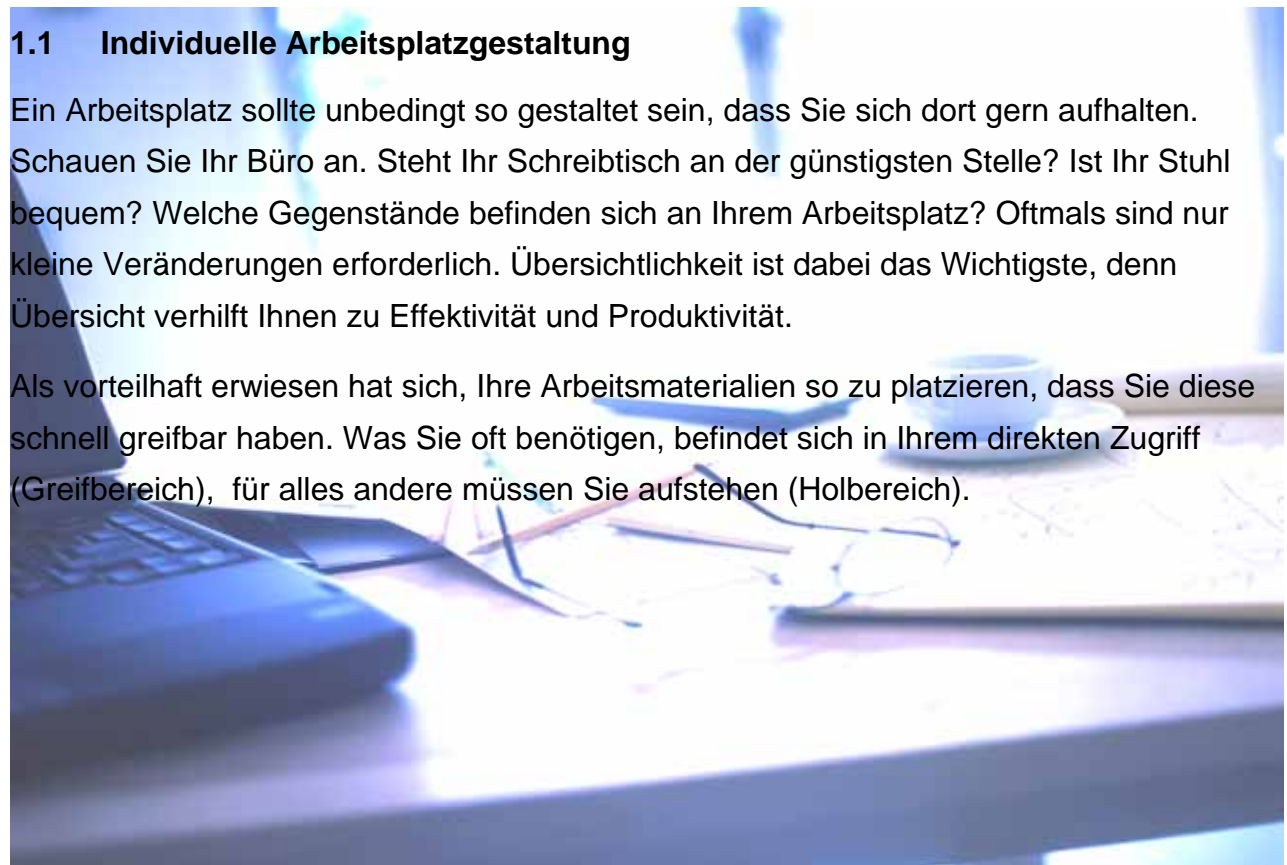 1.1 Individuelle Arbeitsplatzgestaltung
Ein Arbeitsplatz sollte unbedingt so gestaltet sein, dass Sie sich dort gern aufhalten.
Schauen Sie Ihr Büro an. Steht Ihr Schreibtisch an der günstigsten Stelle? Ist Ihr Stuhl
bequem? Welche Gegenstände befinden sich an Ihrem Arbeitsplatz? Oftmals sind nur
kleine Veränderungen erforderlich. Übersichtlichkeit ist dabei das Wichtigste, denn
Übersicht verhilft Ihnen zu Effektivität und Produktivität.
Als vorteilhaft erwiesen hat sich, Ihre Arbeitsmaterialien so zu platzieren, dass Sie diese
schnell greifbar haben. Was Sie oft benötigen, befindet sich in Ihrem direkten Zugriff
(Greifbereich),  für alles andere müssen Sie aufstehen (Holbereich).